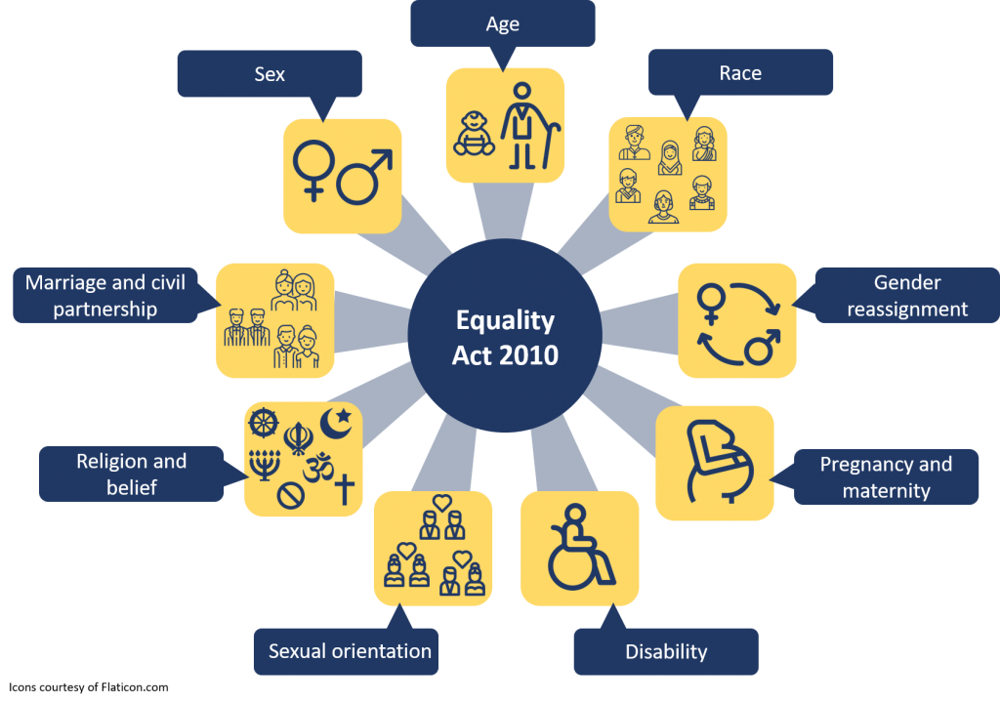 Age
Sex
Race
Marriage and civil
partnership
Gender
reassignment
Equality
Act 2010
Religion and
belief
Pregnancy and
maternity
Sexual orientation
Disability
Icons courtesy of Flaticon.com